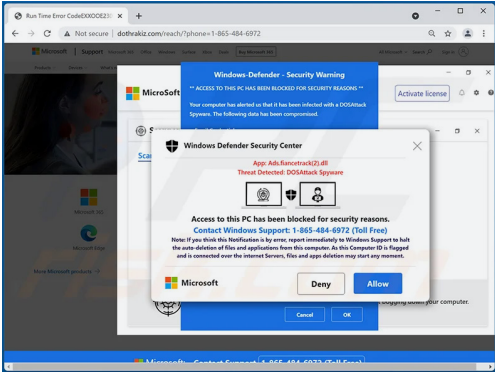 Run Time Error CodeEXXOOE23
Not secure | dothrakiz.com/reach/?phone=1-865-484-6972
Microsoft | Support
Buy Microsoft 365
Windows-Defender - Security Warning
** ACCESS TO THIS PC HAS BEEN BLOCKED FOR SECURITY REASONS **
Your computer has alerted us that it has been infected with a DOSAttack
Spyware. The following data has been compromised.
MicroSoft
Activate license
Windows Defender Security Center
App: Ads.fiancetrack(2).dll
Threat Detected: DOSAttack Spyware
Access to this PC has been blocked for security reasons.
Contact Windows Support: 1-865-484-6972 (Toll Free)
Note: If you think this Notification is by error, report immediately to Windows Support to halt
the auto-deletion of files and applications from this computer. As this Computer ID is flagged
and is connected over the internet Servers, files and apps deletion may start any moment.
Microsoft
Deny
Allow
Microsoft 365
Microsoft Edge
More Microsoft products
bogging down your computer.
Cancel
OK
Microsoft: Contact Support 1-865-484-6972 (Toll Free)